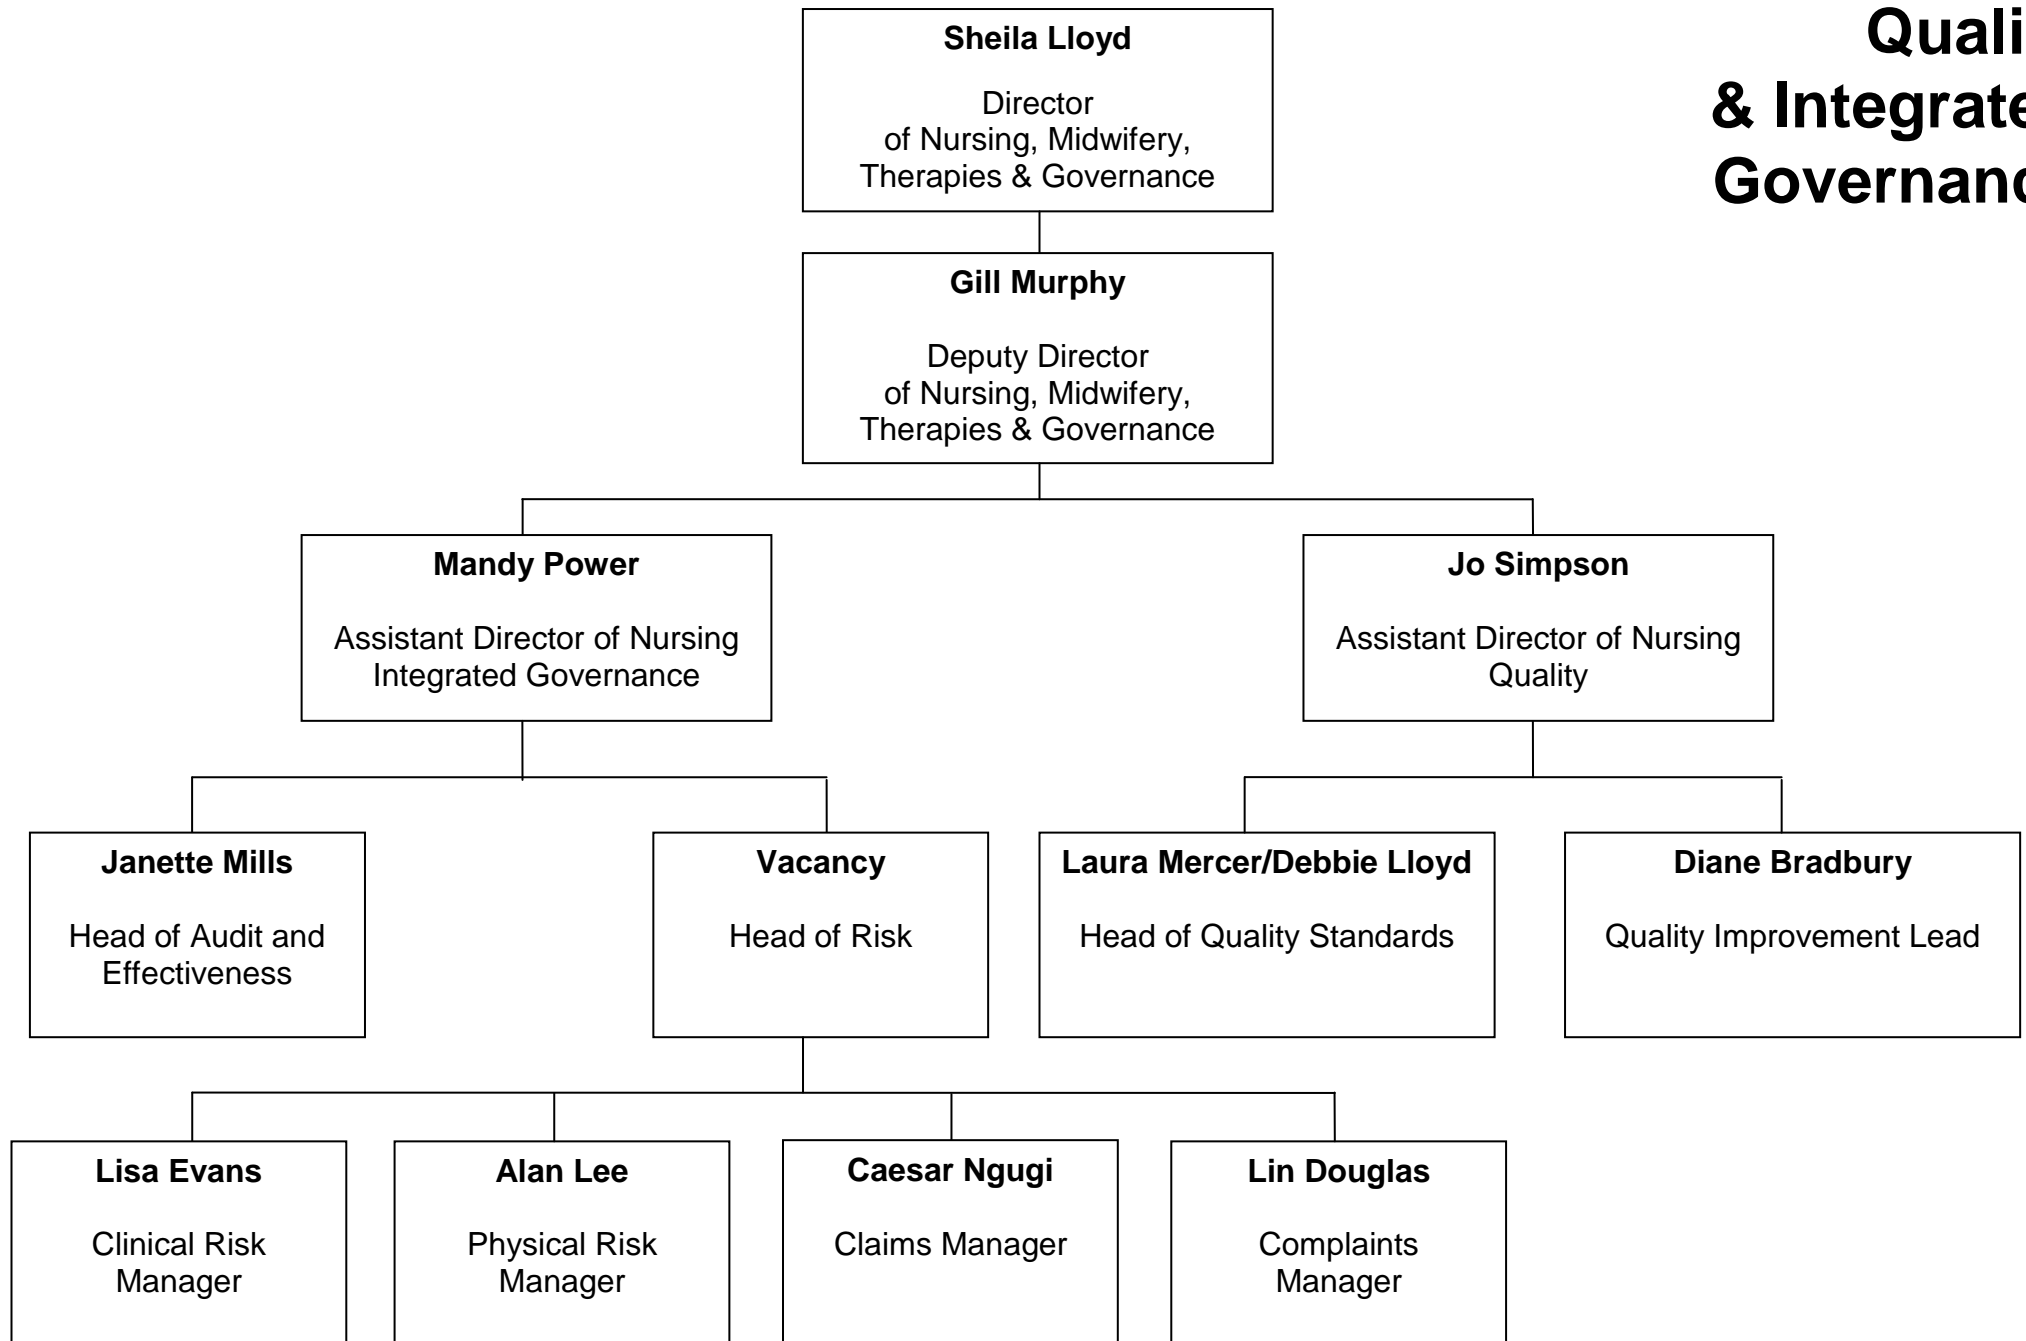 Sheila Lloyd
Director
of Nursing, Midwifery,
Therapies & Governance
Quali
& Integrate
Governanc
Gill Murphy
Deputy Director
of Nursing, Midwifery,
Therapies & Governance
Mandy Power
Assistant Director of Nursing
Integrated Governance
Jo Simpson
Assistant Director of Nursing
Quality
Janette Mills
Head of Audit and
Effectiveness
Vacancy
Head of Risk
Laura Mercer/Debbie Lloyd
Head of Quality Standards
Diane Bradbury
Quality Improvement Lead
Lisa Evans
Clinical Risk
Manager
Alan Lee
Physical Risk
Manager
Caesar Ngugi
Claims Manager
Lin Douglas
Complaints
Manager